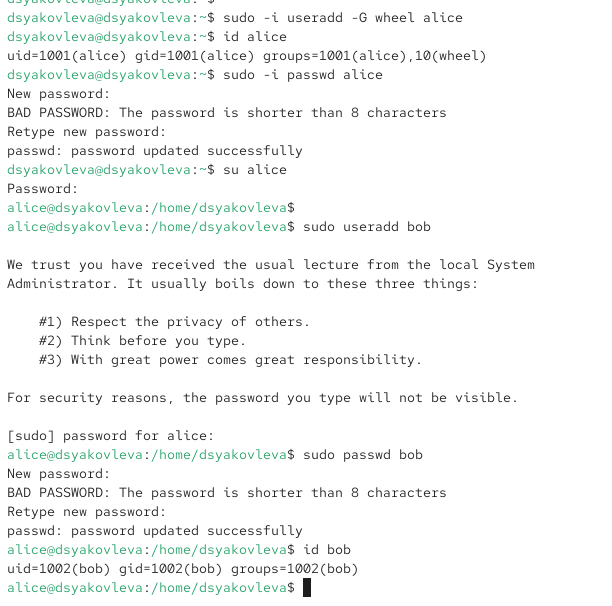 dsyakovleva@dsyakovleva:~$
dsyakovleva@dsyakovleva:~$ sudo -i useradd -G wheel alice
dsyakovleva@dsyakovleva:~$ id alice
uid=1001(alice) gid=1001(alice) groups=1001(alice),10(wheel)
dsyakovleva@dsyakovleva:~$ sudo -i passwd alice
New password:
BAD PASSWORD: The password is shorter than 8 characters
Retype new password:
passwd: password updated successfully
dsyakovleva@dsyakovleva:~$ su alice
Password:
alice@dsyakovleva:/home/dsyakovleva$
alice@dsyakovleva:/home/dsyakovleva$ sudo useradd bob
We trust you have received the usual lecture from the local System
Administrator. It usually boils down to these three things:
#1) Respect the privacy of others.
#2) Think before you type.
#3) With great power comes great responsibility.
For security reasons, the password you type will not be visible.
[sudo] password for alice:
alice@dsyakovleva:/home/dsyakovleva$ sudo passwd bob
New password:
BAD PASSWORD: The password is shorter than 8 characters
Retype new password:
passwd: password updated successfully
alice@dsyakovleva:/home/dsyakovleva$ id bob
uid=1002(bob) gid=1002(bob) groups=1002(bob)
alice@dsyakovleva:/home/dsyakovleva$